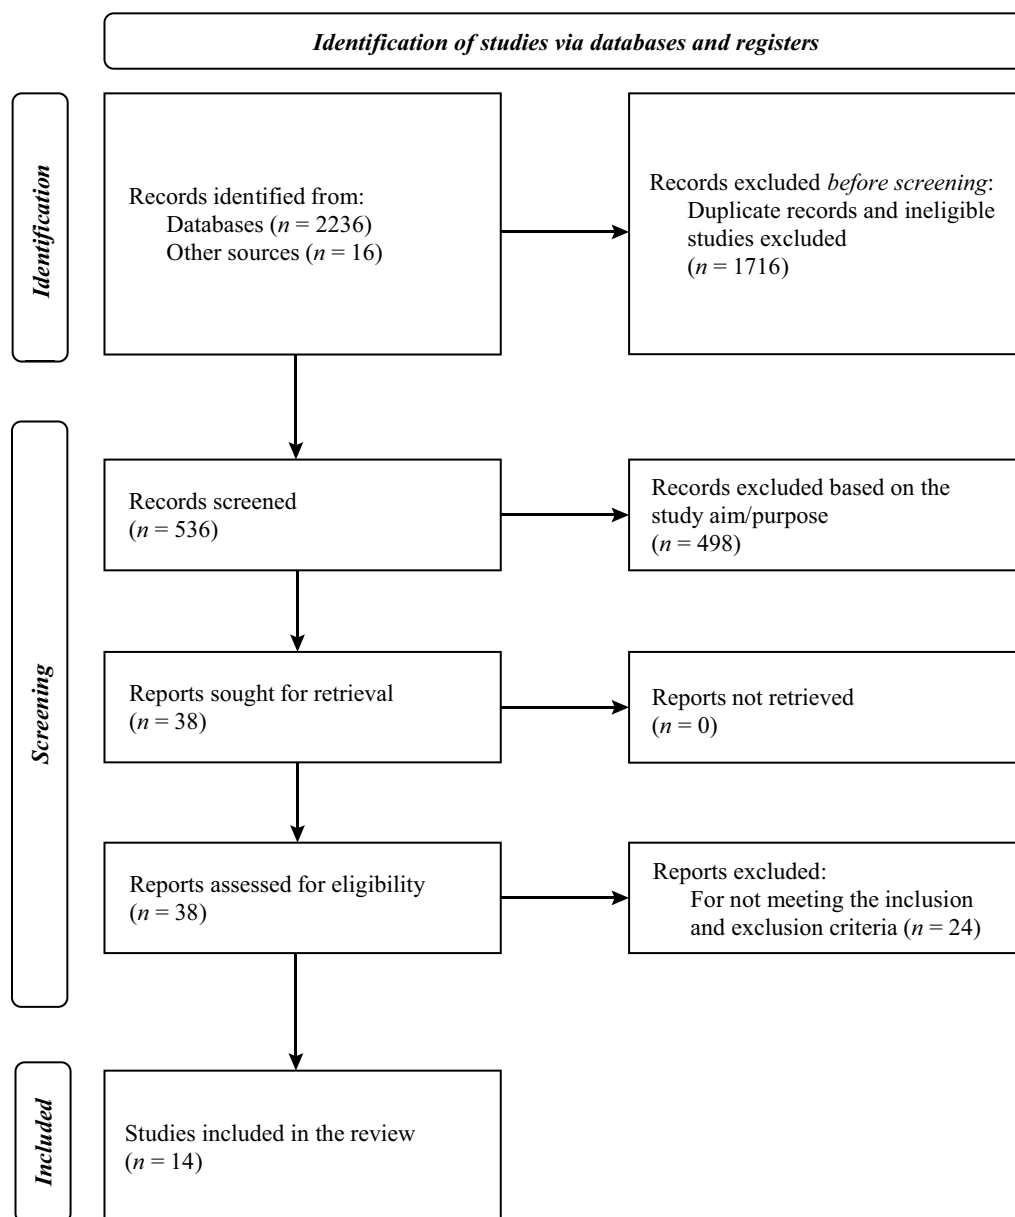 Identification of studies via databases and registers
Identification
Records identified from:
Databases (n = 2236)
Other sources (n = 16)
Records excluded before screening:
Duplicate records and ineligible
studies excluded
(n = 1716)
Screening
Records screened
(n = 536)
Records excluded based on the
study aim/purpose
(n = 498)
Reports sought for retrieval
(n = 38)
Reports not retrieved
(n = 0)
Reports assessed for eligibility
(n = 38)
Reports excluded:
For not meeting the inclusion
and exclusion criteria (n = 24)
Included
Studies included in the review
(n = 14)